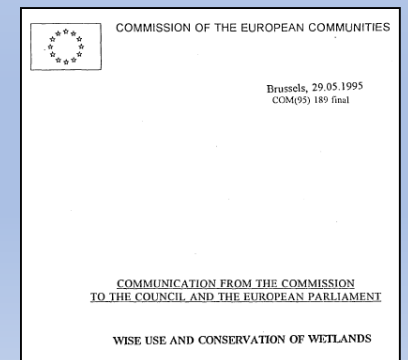 COMMISSION OF THE EUROPEAN COMMUNITIES
Brussels, 29.05.1995
COM(95) 189 final
COMMUNICATION FROM THE COMMISSION
TO THE COUNCIL AND THE EUROPEAN PARLIAMENT
WISE USE AND CONSERVATION OF WETLANDS